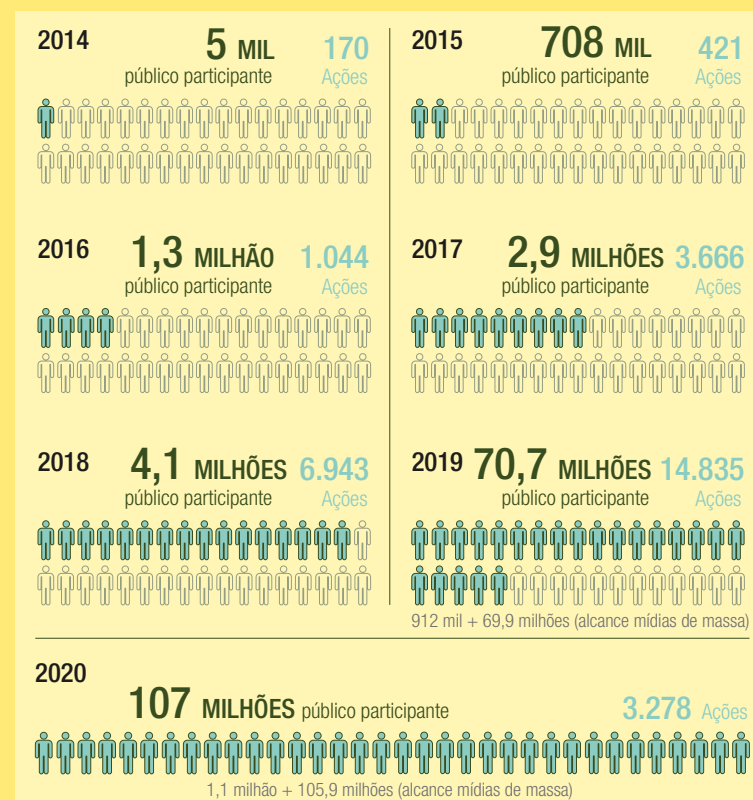 2014
5 MIL
170
público participante
Ações
2015
708 MIL
421
público participante
Ações
2016
1,3 MILHÃO
1.044
público participante
Ações
2017
2,9 MILHÕES
3.666
público participante
Ações
2018
4,1 MILHÕES
6.943
público participante
Ações
2019
70,7 MILHÕES
14.835
público participante
Ações
912 mil + 69,9 milhões (alcance mídias de massa)
2020
107 MILHÕES público participante
3.278 Ações
1,1 milhão + 105,9 milhões (alcance mídias de massa)